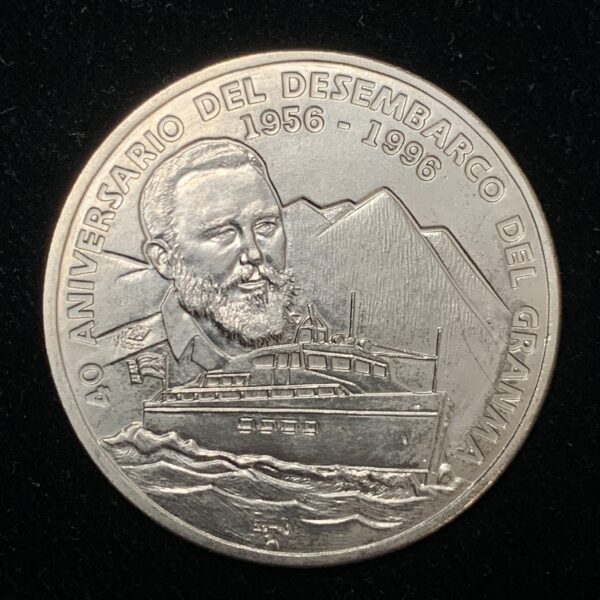 40 ANIVERSARIO DEL DESEMBARCO DEL GRANMA
1956 - 1996